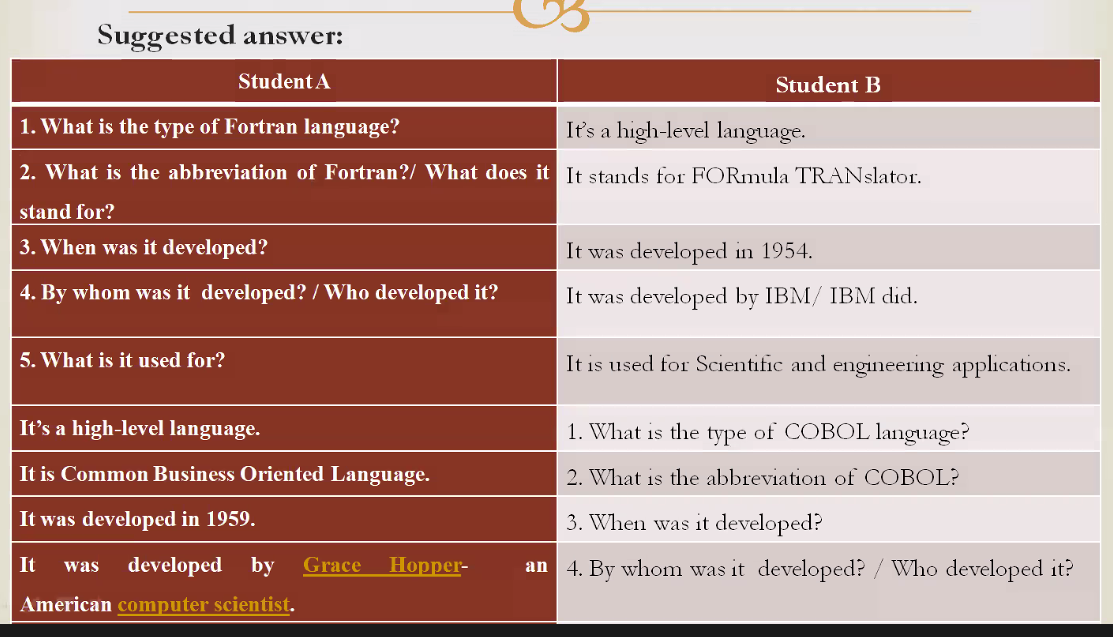 Suggested answer:
Student A
Student B
1. What is the type of Fortran language?
It's a high-level language.
2. What is the abbreviation of Fortran?/ What does it
stand for?
It stands for FORmula TRANslator.
3. When was it developed?
It was developed in 1954.
4. By whom was it developed? / Who developed it?
It was developed by IBM/ IBM did.
5. What is it used for?
It is used for Scientific and engineering applications.
It's a high-level language.
1. What is the type of COBOL language?
It is Common Business Oriented Language.
2. What is the abbreviation of COBOL?
It was developed in 1959.
3. When was it developed?
It was developed by Grace Hopper- an
American computer scientist.
4. By whom was it developed? / Who developed it?